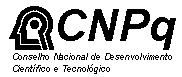 CNPq
Conselho Nacional de Desenvolvimento
Científico e Tecnológico